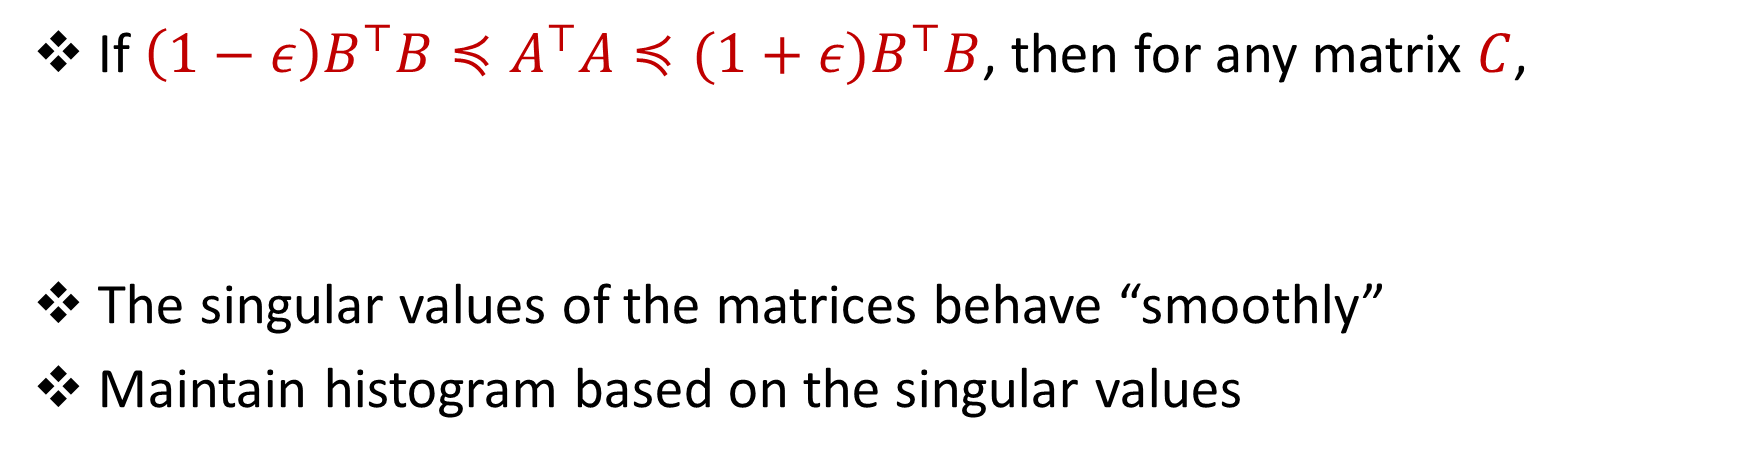 ❖ If (1 − ϵ)B⊤B ≼ A⊤A ≼ (1 + ϵ)B⊤B, then for any matrix C,
❖ The singular values of the matrices behave “smoothly”
❖ Maintain histogram based on the singular values